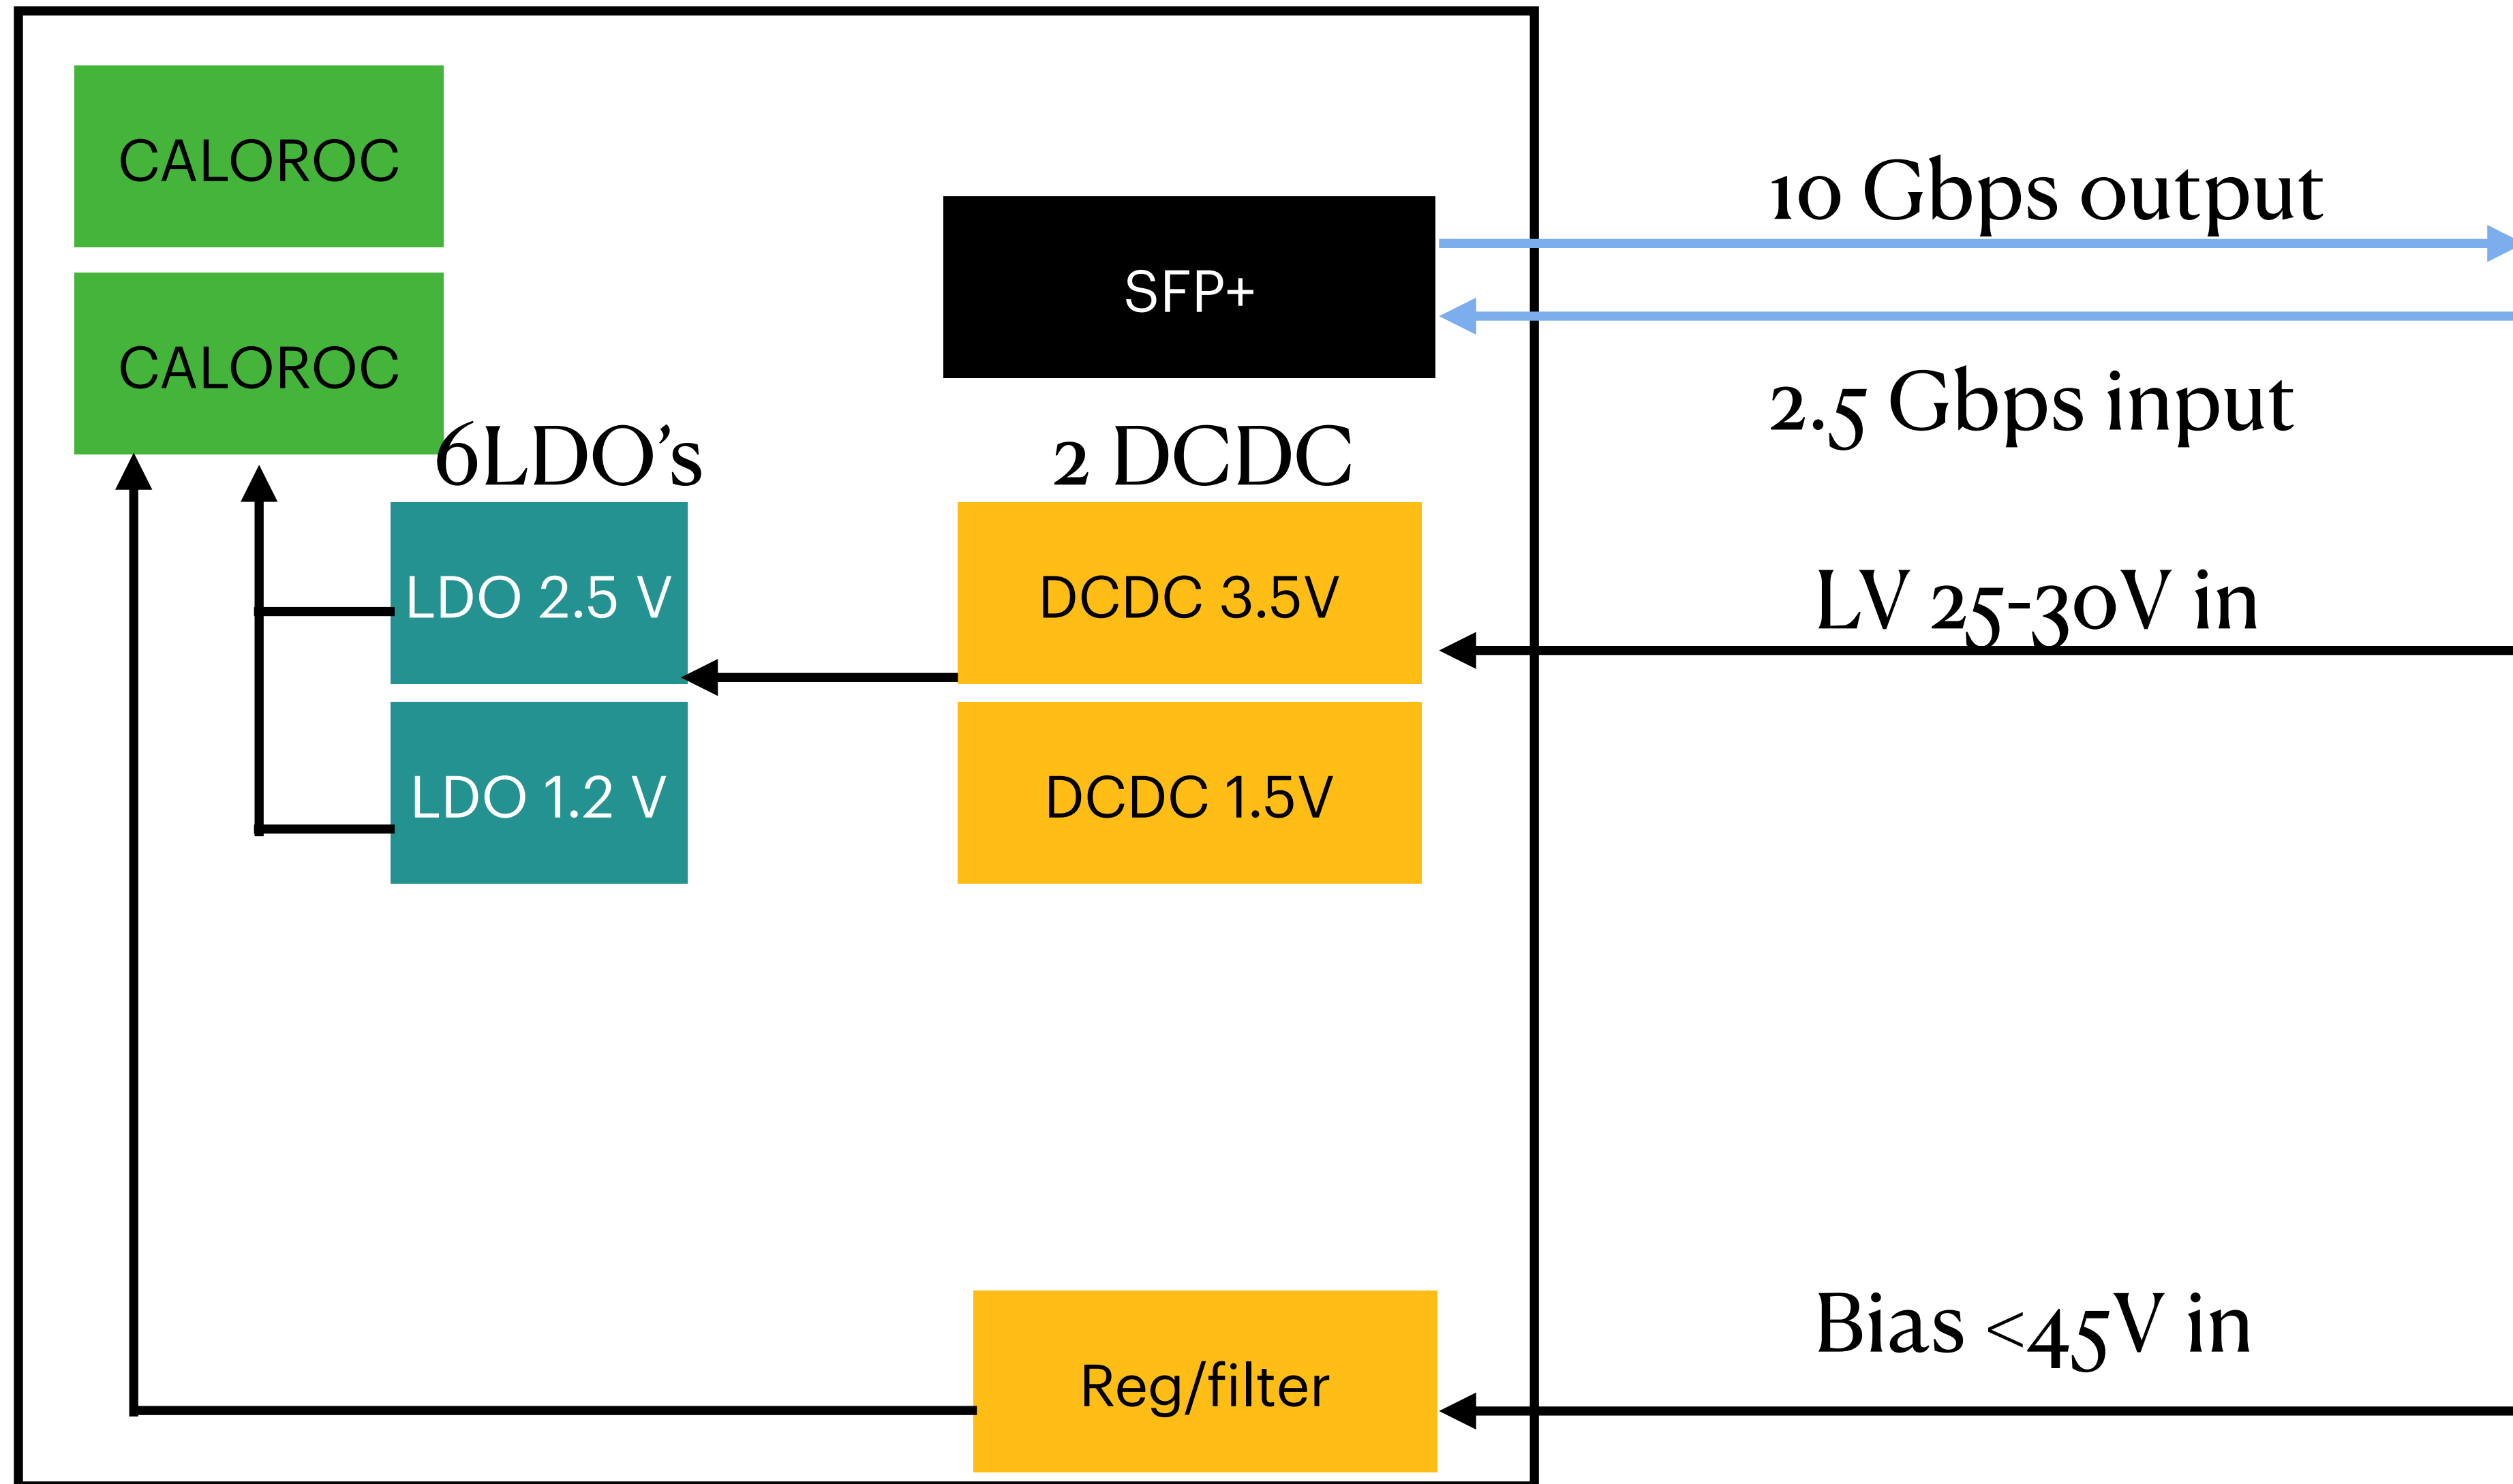 CALOROC
10 Gbps output
SFP+
CALOROC
2.5 Gbps input
6LDO's
2 DCDC
LDO 2.5 V
DCDC 3.5V
LV 25-30V in
LDO 1.2 V
DCDC 1.5V
Bias <45V in
Reg/filter